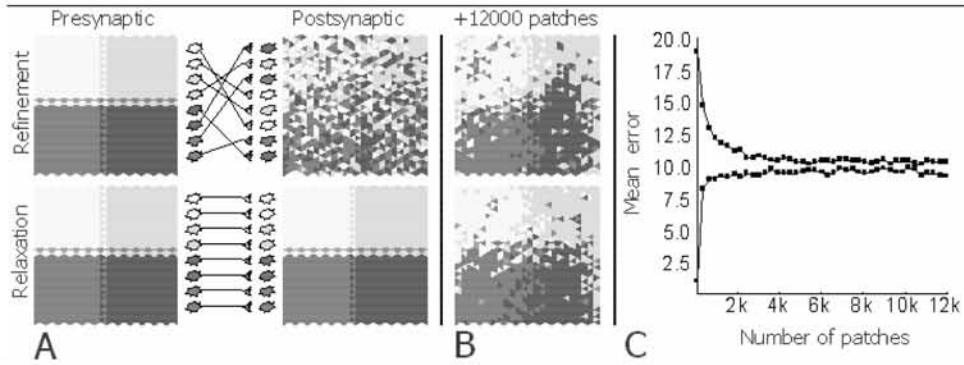 Presynaptic
Postsynaptic
+12000 patches
Refinement
Relaxation
A
B
C
20.0
17.5
15.0
12.5
10.0
7.5
5.0
2.5
Mean error
2k 4k 6k 8k 10k 12k
Number of patches